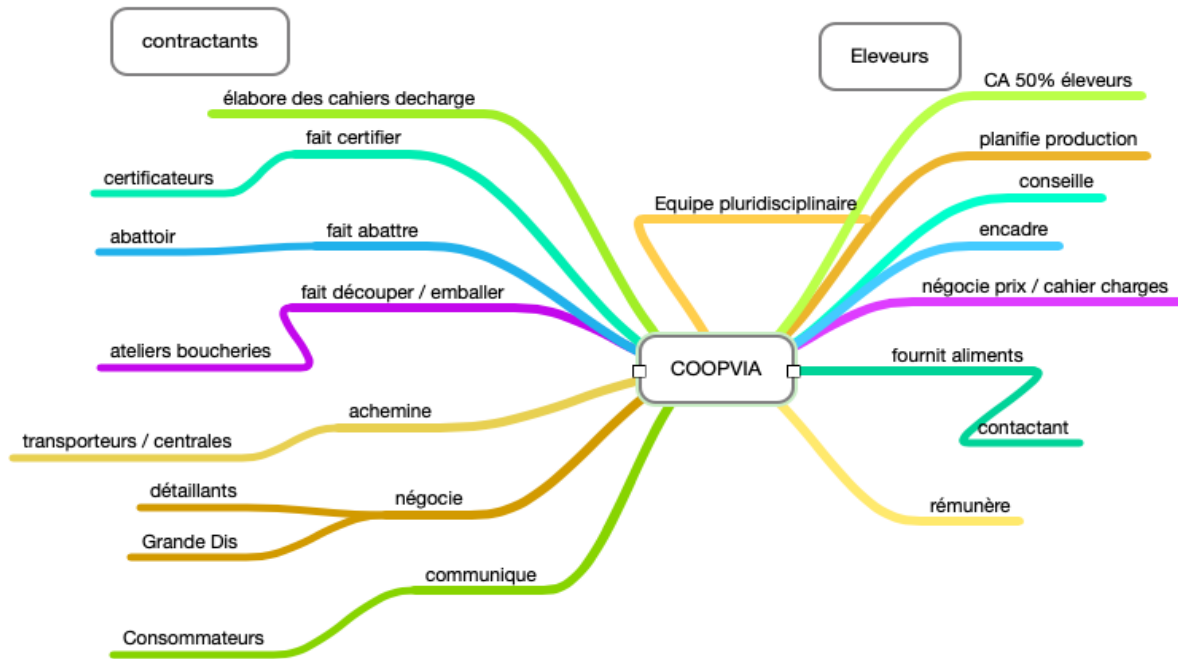 contractants
Eleveurs
élabore des cahiers decharge
fait certifier
certificateurs
fait abattre
abattoir
fait découper / emballer
ateliers boucheries
achemine
transporteurs / centrales
négocie
détaillants
Grande Dis
communique
Consommateurs
COOPVIA
Equipe pluridisciplinaire
CA 50% éleveurs
planifie production
conseille
encadre
négocie prix / cahier charges
fournit aliments
contactant
rémunère